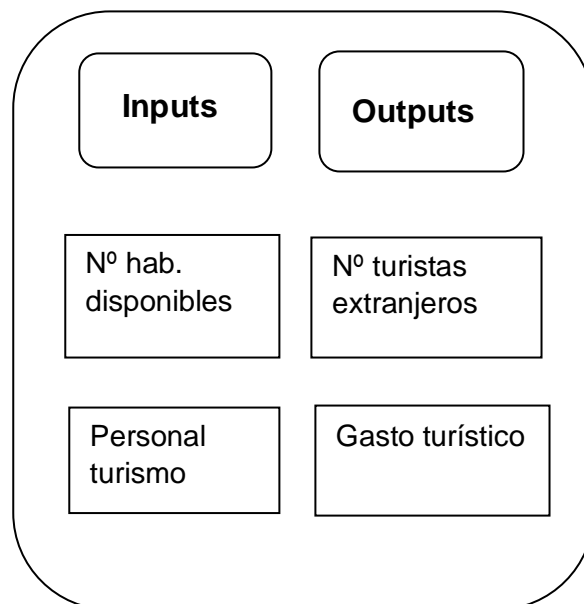 Inputs
Outputs
Nº hab.
disponibles
Nº turistas
extranjeros
Personal
turismo
Gasto turístico